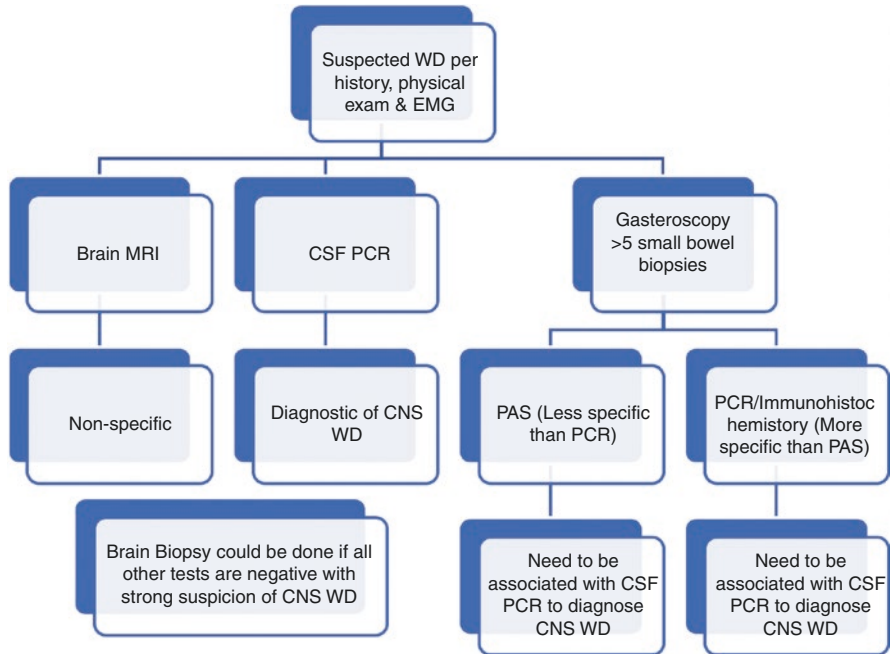 Suspected WD per
history, physical
exam & EMG
Brain MRI
CSF PCR
Gasteroscopy
>5 small bowel
biopsies
Non-specific
Diagnostic of CNS
WD
PAS (Less specific
than PCR)
PCR/Immunohistoc
hemistory (More
specific than PAS)
Brain Biopsy could be done if all
other tests are negative with
strong suspicion of CNS WD
Need to be
associated with CSF
PCR to diagnose
CNS WD
Need to be
associated with CSF
PCR to diagnose
CNS WD